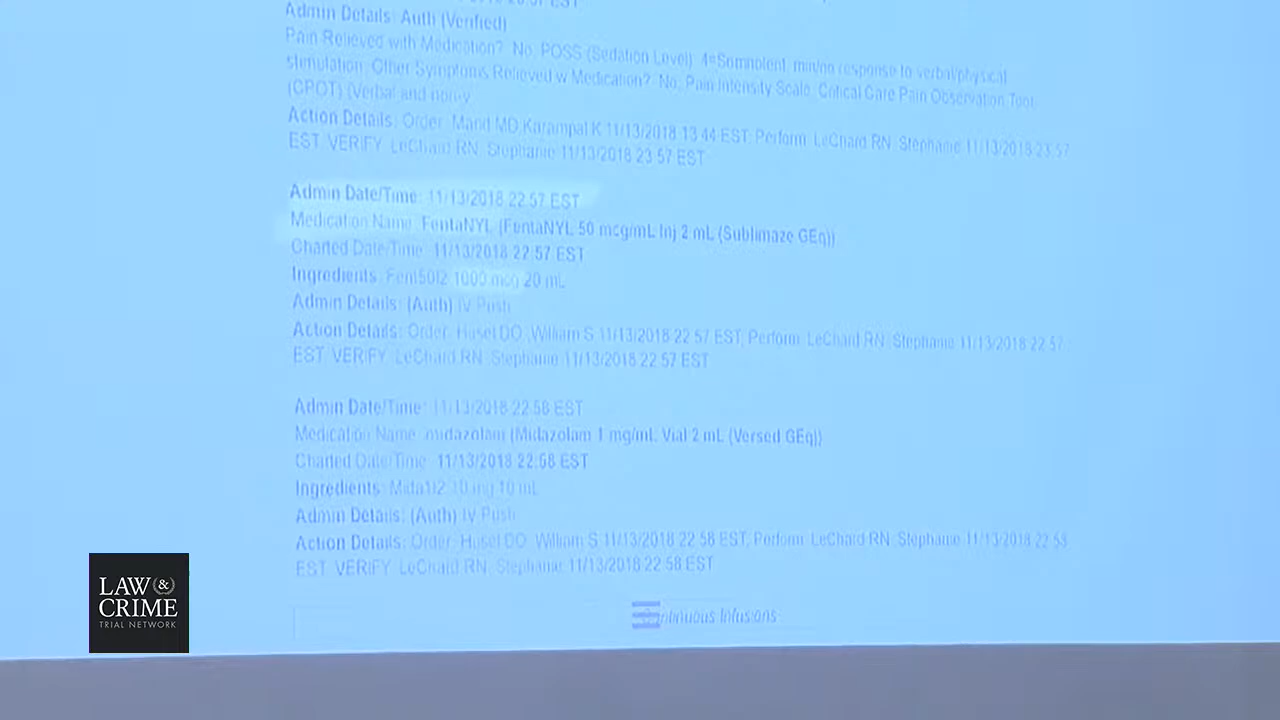 Admin Details: Auth (Verified)
Pain Relieved with Medication?: No, POSS (Sedation Level): 4=Somnolent, min/no response to verbal/physical
stimulation, Other Symptoms Relieved w Medication?: No, Pain Intensity Scale: Critical Care Pain Observation Tool
(CPOT) (Verbal and non-v
Action Details: Order: Mand MD,Karampal K 11/13/2018 13:44 EST; Perform: LeChard RN, Stephanie 11/13/2018 23:57
EST; VERIFY: LeChard RN, Stephanie 11/13/2018 23:57 EST
Admin Date/Time: 11/13/2018 22:57 EST
Medication Name: FentaNYL (FentaNYL 50 mcg/mL Inj 2 mL (Sublimaze GEq))
Charted Date/Time: 11/13/2018 22:57 EST
Ingredients: Fent50I2 1000 mcg 20 mL
Admin Details: (Auth) IV Push
Action Details: Order: Husel DO, William S 11/13/2018 22:57 EST; Perform: LeChard RN, Stephanie 11/13/2018 22:57
EST; VERIFY: LeChard RN, Stephanie 11/13/2018 22:57 EST
Admin Date/Time: 11/13/2018 22:58 EST
Medication Name: midazolam (Midazolam 1 mg/mL Vial 2 mL (Versed GEq))
Charted Date/Time: 11/13/2018 22:58 EST
Ingredients: Mida1I2 10 mg 10 mL
Admin Details: (Auth) IV Push
Action Details: Order: Husel DO, William S 11/13/2018 22:58 EST; Perform: LeChard RN, Stephanie 11/13/2018 22:58
EST; VERIFY: LeChard RN, Stephanie 11/13/2018 22:58 EST
Infusions
LAW &
CRIME
TRIAL NETWORK